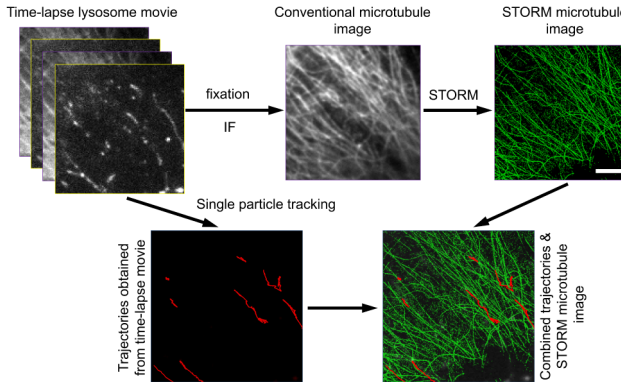 Time-lapse lysosome movie
Conventional microtubule
image
STORM microtubule
image
fixation
IF
STORM
Single particle tracking
Trajectories obtained
from time-lapse movie
Combined trajectories &
STORM microtubule
image